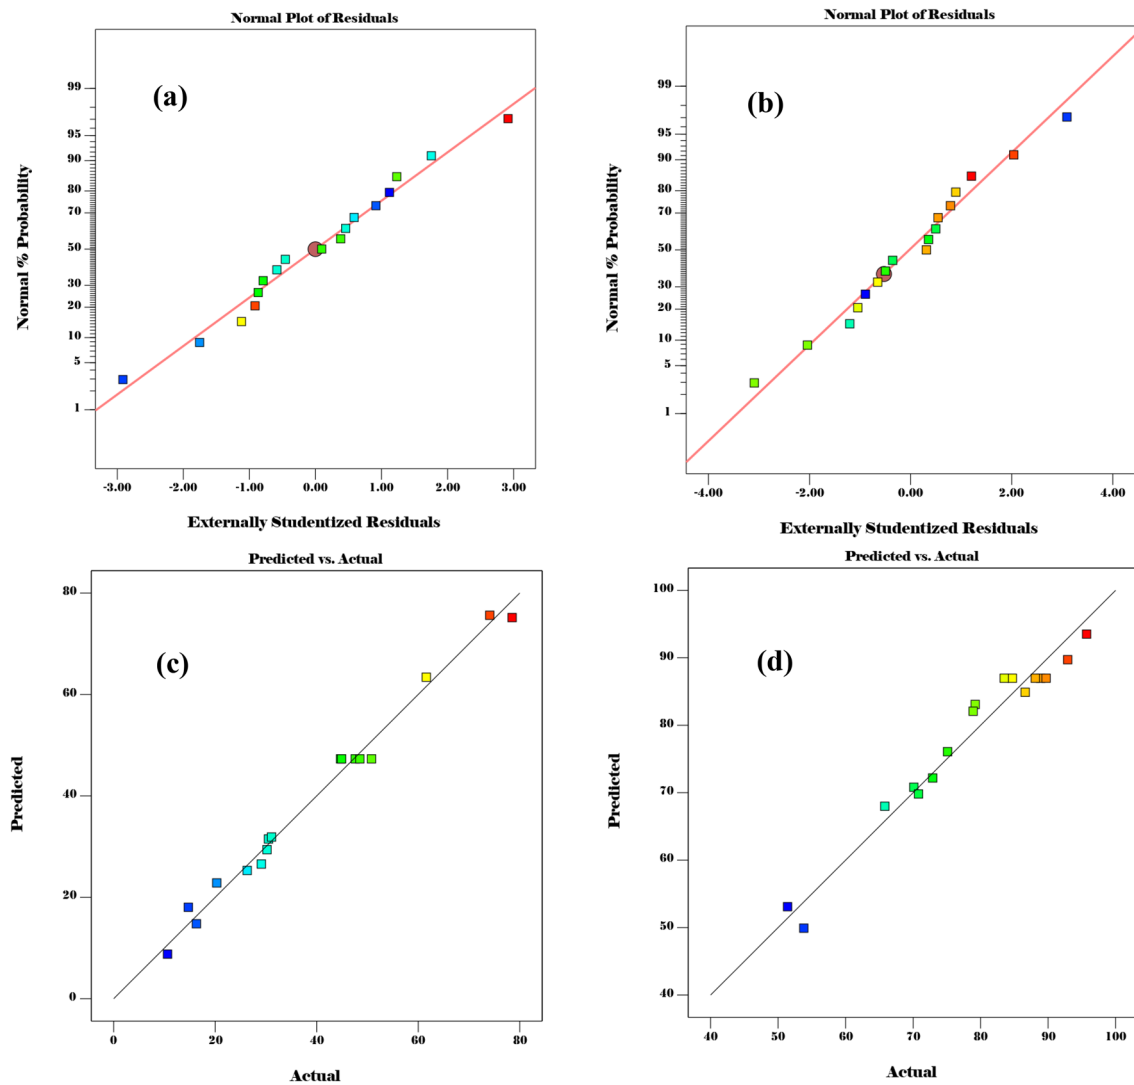 Normal Plot of Residuals
(a)
Normal % Probability
99
95
90
80
70
50
30
20
10
5
1
-3.00 -2.00 -1.00 0.00 1.00 2.00 3.00
Externally Studentized Residuals
Normal Plot of Residuals
(b)
Normal % Probability
99
95
90
80
70
50
30
20
10
5
1
-4.00 -2.00 0.00 2.00 4.00
Externally Studentized Residuals
Predicted vs. Actual
(c)
Predicted
80
60
40
20
0
0 20 40 60 80
Actual
Predicted vs. Actual
(d)
Predicted
100
90
80
70
60
50
40
40 50 60 70 80 90 100
Actual